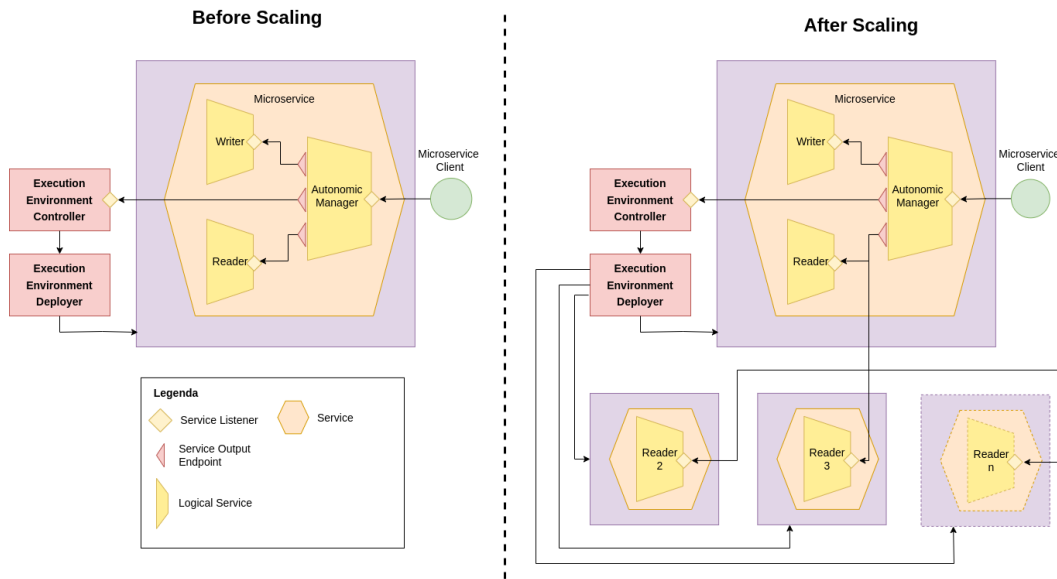 Before Scaling
Microservice
Writer
Autonomic
Manager
Reader
Microservice
Client
Execution
Environment
Controller
Execution
Environment
Deployer
Legenda
Service Listener
Service
Service Output
Endpoint
Logical Service
After Scaling
Microservice
Writer
Autonomic
Manager
Reader
Microservice
Client
Execution
Environment
Controller
Execution
Environment
Deployer
Reader
2
Reader
3
Reader
n